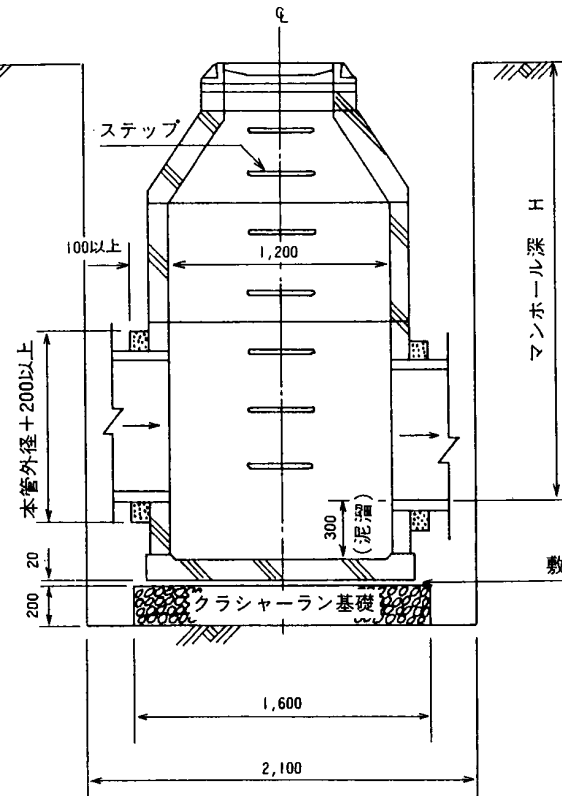 ℄
ステップ
100以上
1,200
マンホール深 H
本管外径+200以上
300
(泥溜)
20
敷
200
クラシャーラン基礎
1,600
2,100